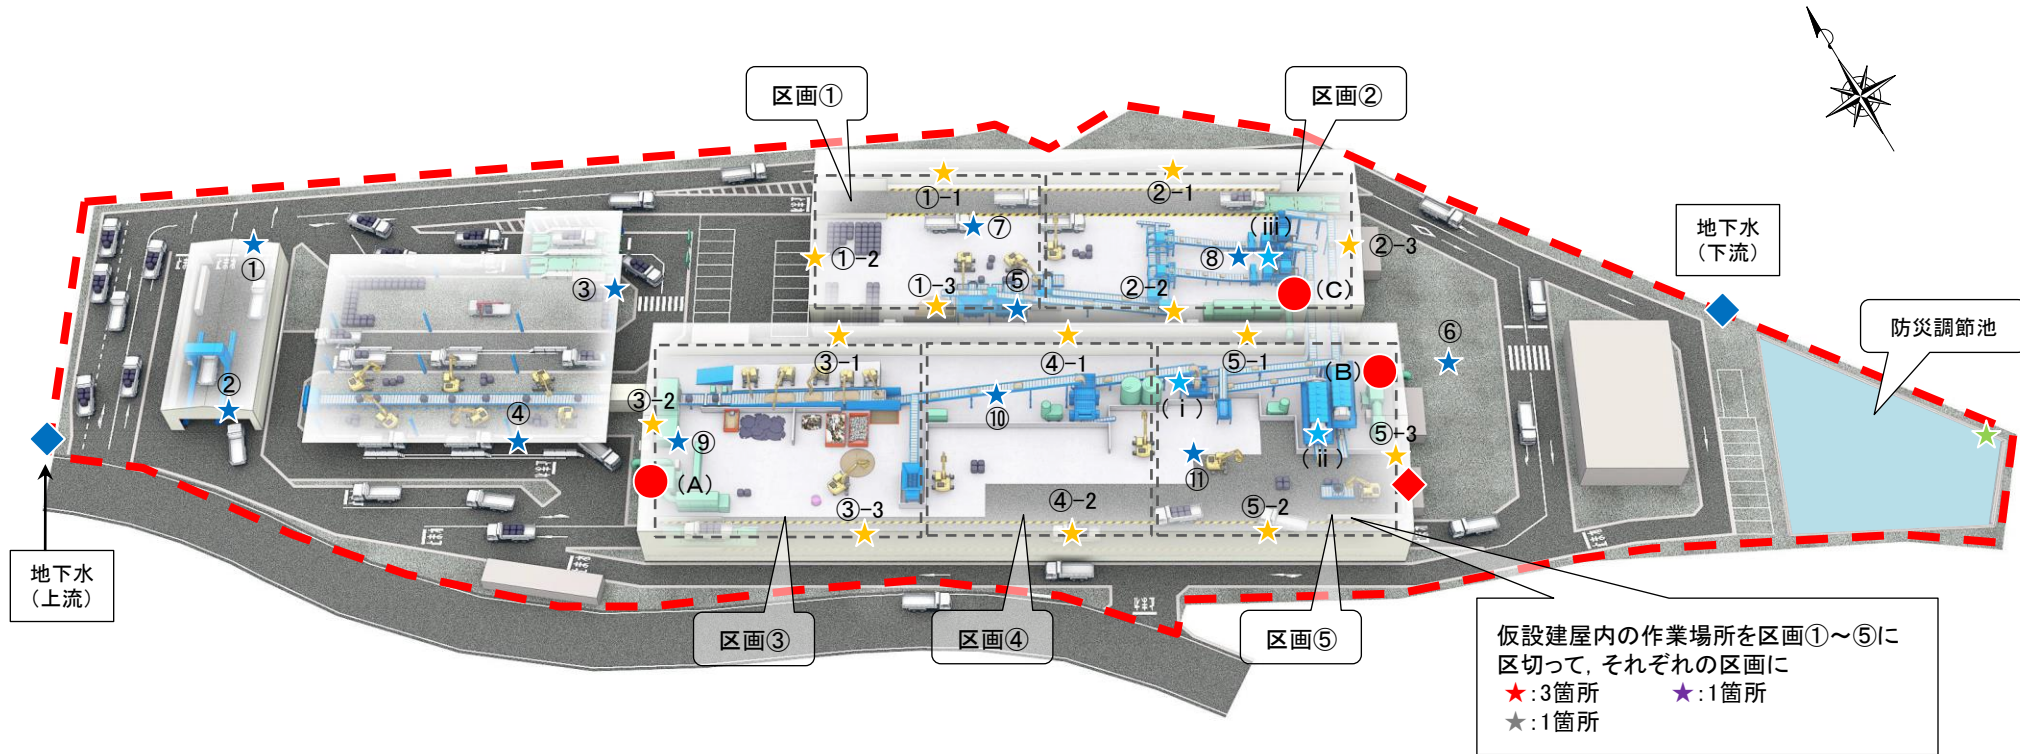 区画①
区画②
①-1
②-1
⑦
(ⅲ)
地下水
(下流)
①
①-2
⑧
②-3
③
①-3
⑤
②-2
(C)
防災調節池
⑥
③-1
④-1
⑤-1
(B)
②
③-2
⑩
(ⅰ)
④
⑨
(ⅱ)
⑤-3
⑪
(A)
③-3
④-2
⑤-2
地下水
(上流)
区画③
区画④
区画⑤
仮設建屋内の作業場所を区画①～⑤に
区切って, それぞれの区画に
★:3箇所 ★:1箇所
★:1箇所